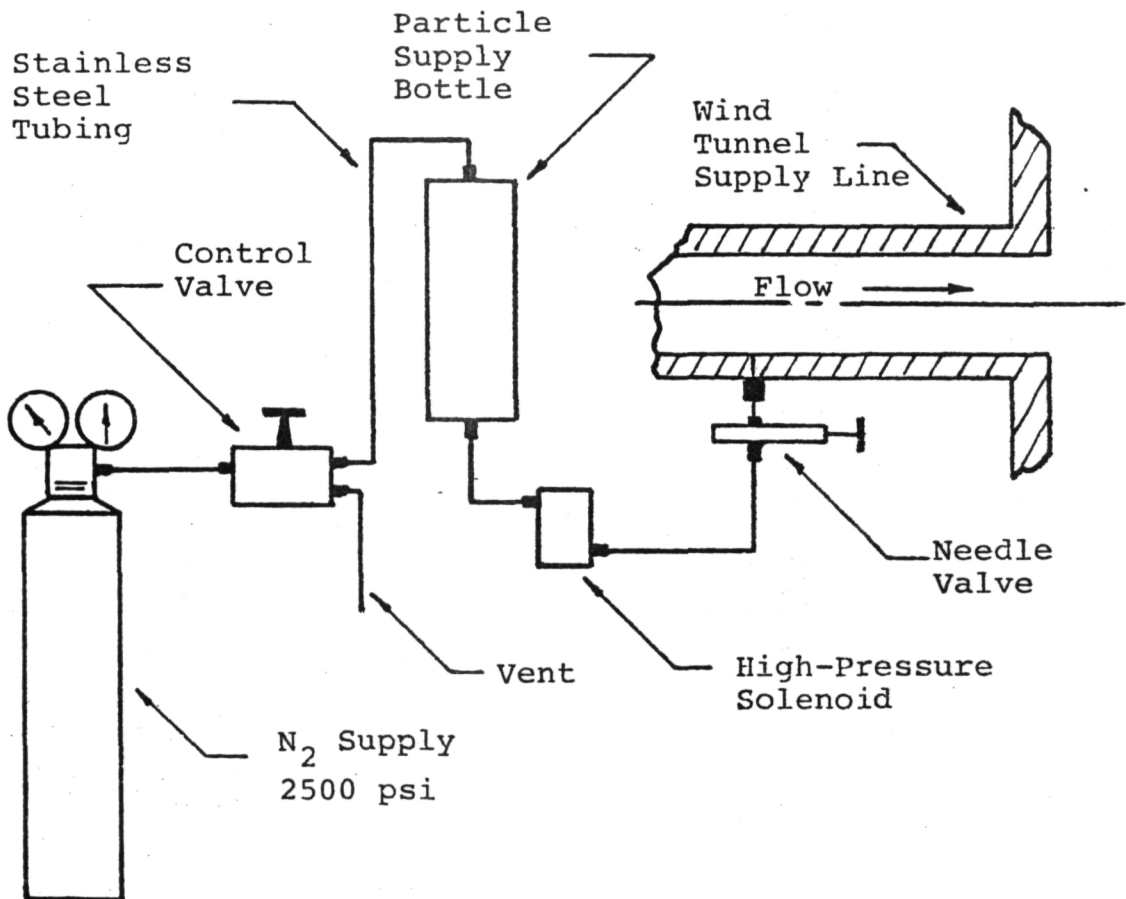 Particle
Supply
Bottle
Stainless
Steel
Tubing
Wind
Tunnel
Supply Line
Control
Valve
Flow
Needle
Valve
Vent
High-Pressure
Solenoid
N2 Supply
2500 psi